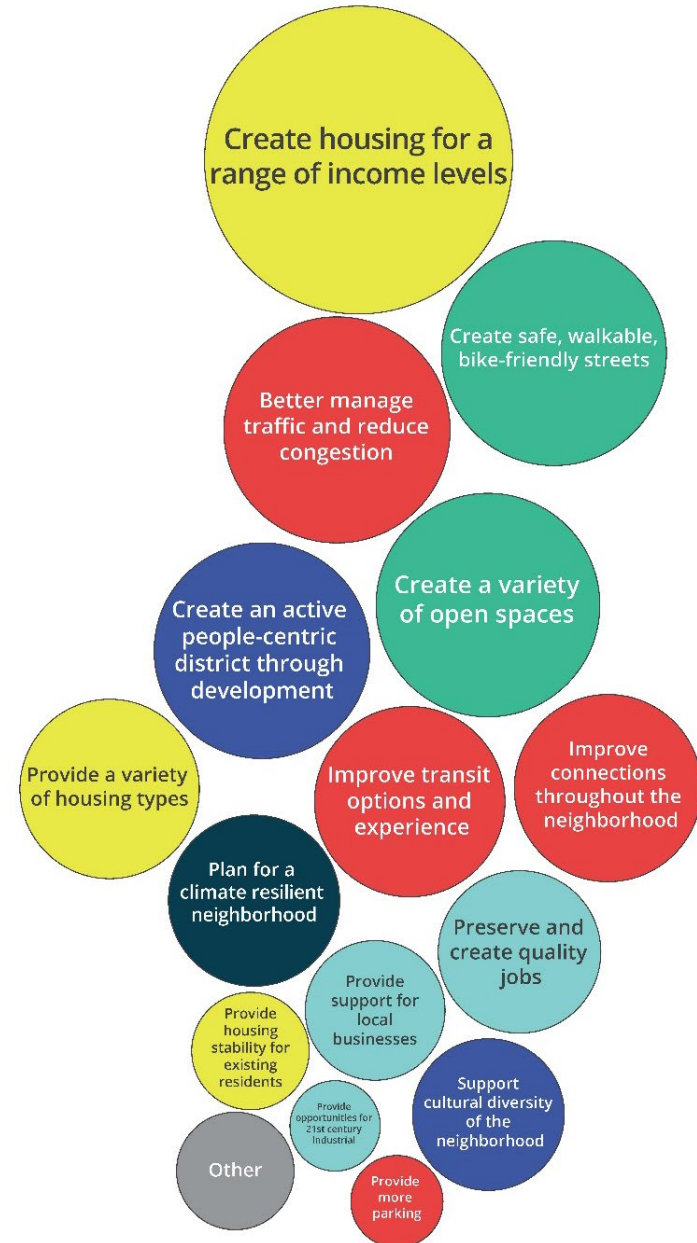 Create housing for a
range of income levels
Create safe, walkable,
bike-friendly streets
Better manage
traffic and reduce
congestion
Create a variety
of open spaces
Create an active
people-centric
district through
development
Provide a variety
of housing types
Improve transit
options and
experience
Improve
connections
throughout the
neighborhood
Plan for a
climate resilient
neighborhood
Preserve and
create quality
jobs
Provide
support for
local
businesses
Provide
housing
stability for
existing
residents
Support
cultural diversity
of the
neighborhood
Provide
opportunities for
21st century
Industrial
Other
Provide
more
parking